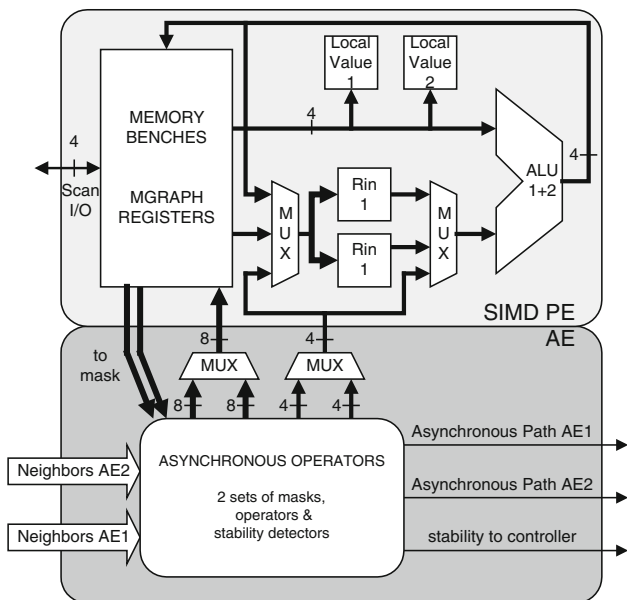 Local
Value
1
Local
Value
2
MEMORY
BENCHES
4
4
ALU
1+2
4
Scan
I/O
MGRAPH
REGISTERS
M
U
X
Rin
1
Rin
1
M
U
X
SIMD PE
AE
to
mask
8
4
MUX
MUX
8
8
4
4
ASYNCHRONOUS OPERATORS
2 sets of masks,
operators &
stability detectors
Neighbors AE2
Neighbors AE1
Asynchronous Path AE1
Asynchronous Path AE2
stability to controller